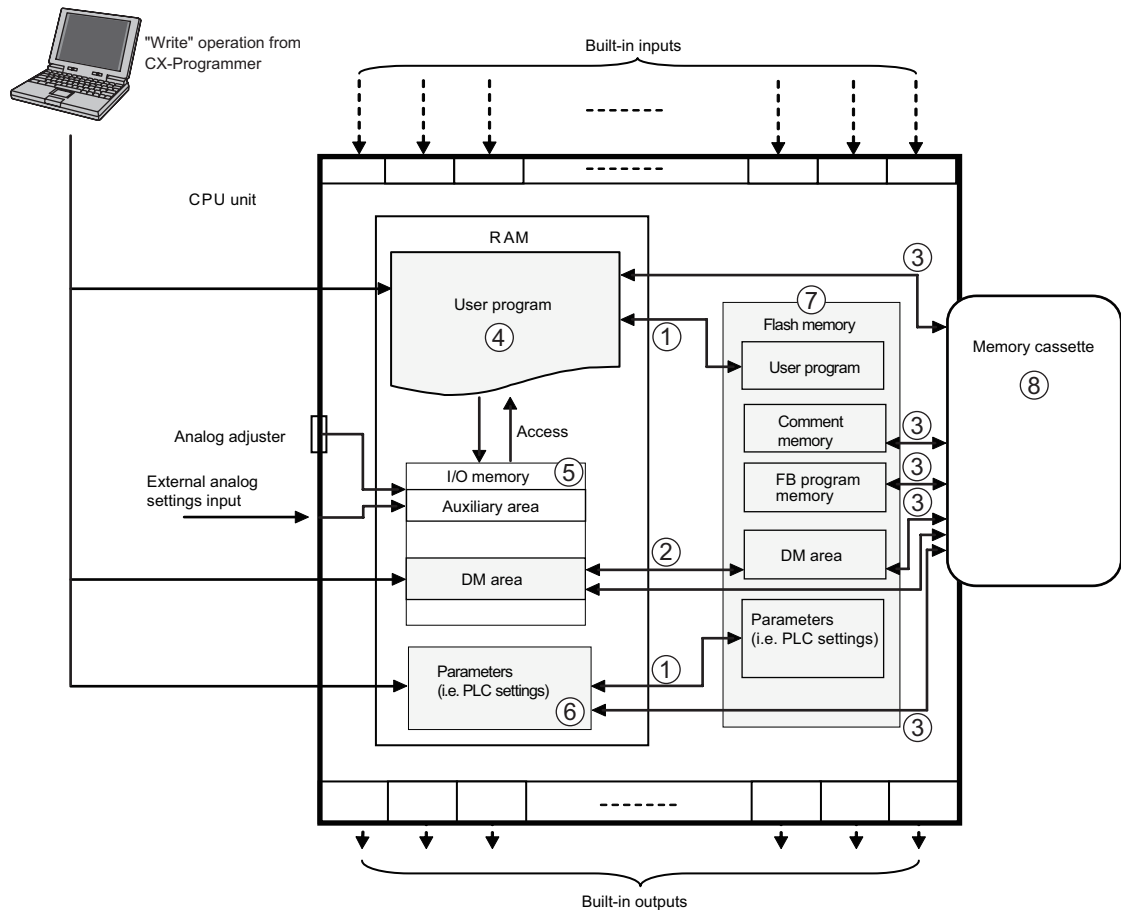 "Write" operation from
CX-Programmer
Built-in inputs
CPU unit
RAM
User program
④
①
③
⑦
Flash memory
User program
Comment
memory
③
FB program
memory
③
③
DM area
Parameters
(i.e. PLC settings)
Memory cassette
⑧
Access
Analog adjuster
External analog
settings input
I/O memory
⑤
Auxiliary area
DM area
②
Parameters
(i.e. PLC settings)
⑥
①
③
Built-in outputs